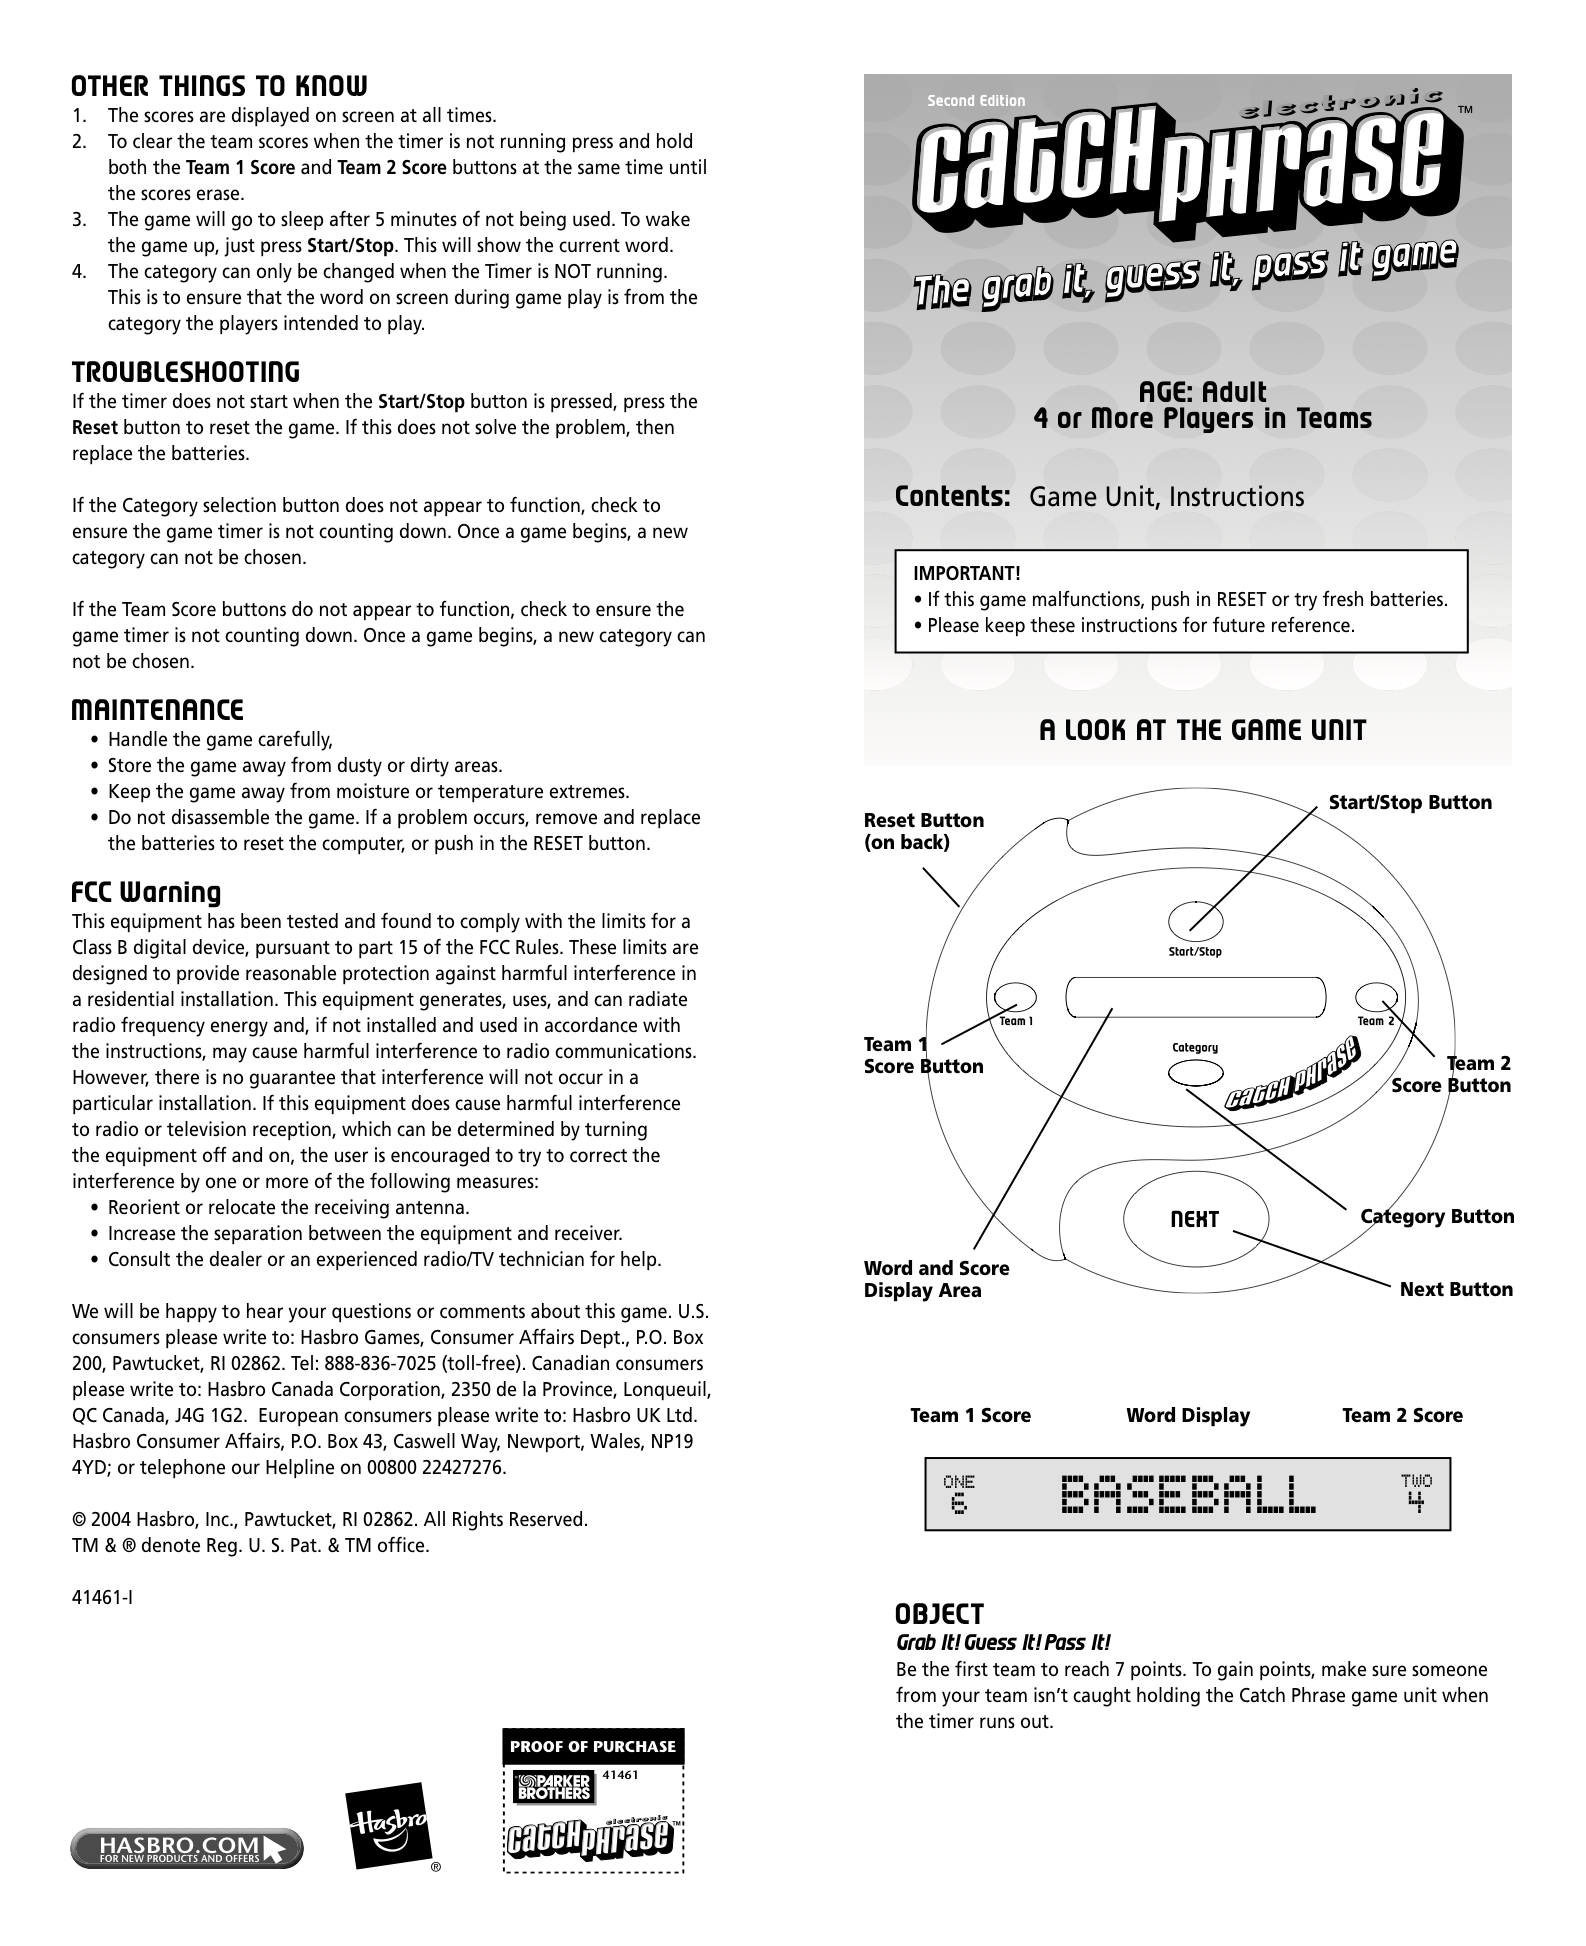 OTHER THINGS TO KNOW
1. The scores are displayed on screen at all times.
2. To clear the team scores when the timer is not running press and hold
both the Team 1 Score and Team 2 Score buttons at the same time until
the scores erase.
3. The game will go to sleep after 5 minutes of not being used. To wake
the game up, just press Start/Stop. This will show the current word.
4. The category can only be changed when the Timer is NOT running.
This is to ensure that the word on screen during game play is from the
category the players intended to play.
TROUBLESHOOTING
If the timer does not start when the Start/Stop button is pressed, press the
Reset button to reset the game. If this does not solve the problem, then
replace the batteries.
If the Category selection button does not appear to function, check to
ensure the game timer is not counting down. Once a game begins, a new
category can not be chosen.
If the Team Score buttons do not appear to function, check to ensure the
game timer is not counting down. Once a game begins, a new category can
not be chosen.
MAINTENANCE
• Handle the game carefully,
• Store the game away from dusty or dirty areas.
• Keep the game away from moisture or temperature extremes.
• Do not disassemble the game. If a problem occurs, remove and replace
the batteries to reset the computer, or push in the RESET button.
FCC Warning
This equipment has been tested and found to comply with the limits for a
Class B digital device, pursuant to part 15 of the FCC Rules. These limits are
designed to provide reasonable protection against harmful interference in
a residential installation. This equipment generates, uses, and can radiate
radio frequency energy and, if not installed and used in accordance with
the instructions, may cause harmful interference to radio communications.
However, there is no guarantee that interference will not occur in a
particular installation. If this equipment does cause harmful interference
to radio or television reception, which can be determined by turning
the equipment off and on, the user is encouraged to try to correct the
interference by one or more of the following measures:
• Reorient or relocate the receiving antenna.
• Increase the separation between the equipment and receiver.
• Consult the dealer or an experienced radio/TV technician for help.
We will be happy to hear your questions or comments about this game. U.S.
consumers please write to: Hasbro Games, Consumer Affairs Dept., P.O. Box
200, Pawtucket, RI 02862. Tel: 888-836-7025 (toll-free). Canadian consumers
please write to: Hasbro Canada Corporation, 2350 de la Province, Lonqueuil,
QC Canada, J4G 1G2. European consumers please write to: Hasbro UK Ltd.
Hasbro Consumer Affairs, P.O. Box 43, Caswell Way, Newport, Wales, NP19
4YD; or telephone our Helpline on 00800 22427276.
© 2004 Hasbro, Inc., Pawtucket, RI 02862. All Rights Reserved.
TM & ® denote Reg. U. S. Pat. & TM office.
41461-I
HASBRO.COM
FOR NEW PRODUCTS AND OFFERS
Hasbro ®
PROOF OF PURCHASE
PARKER BROTHERS 41461
electronic
CATCH PHRASE™
Second Edition
electronic
CATCH PHRASE™
The grab it, guess it, pass it game
AGE: Adult
4 or More Players in Teams
Contents: Game Unit, Instructions
IMPORTANT!
• If this game malfunctions, push in RESET or try fresh batteries.
• Please keep these instructions for future reference.
A LOOK AT THE GAME UNIT
Start/Stop Button
Reset Button
(on back)
Start/Stop
Team 1
Team 2
Category
CATCH PHRASE
Team 1
Score Button
Team 2
Score Button
NEXT
Category Button
Word and Score
Display Area
Next Button
Team 1 Score Word Display Team 2 Score
ONE BASEBALL TWO
6 4
OBJECT
Grab It! Guess It! Pass It!
Be the first team to reach 7 points. To gain points, make sure someone
from your team isn’t caught holding the Catch Phrase game unit when
the timer runs out.